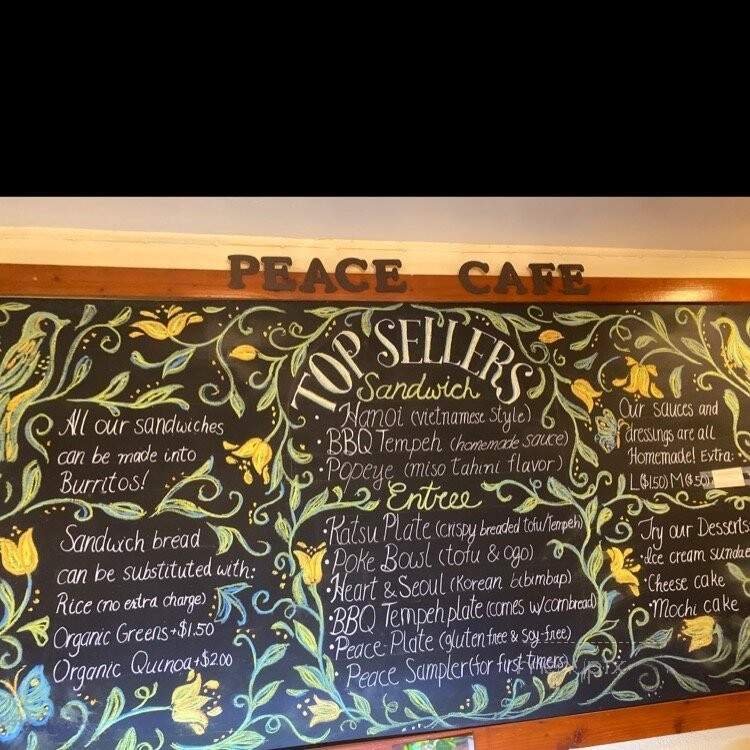 PEACE CAFE
All our sandwiches
can be made into
Burritos!
Sandwich bread
can be substituted with:
Rice (no extra charge)
Organic Greens +$1.50
Organic Quinoa +$2.00
TOP SELLERS
Sandwich
• Hanoi (vietnamese style)
• BBQ Tempeh (homemade sauce)
• Popeye (miso tahini flavor)
Entree
• Katsu Plate (crispy breaded tofu/tempeh)
• Poke Bowl (tofu & ogo)
• Heart & Seoul (Korean bibimbap)
• BBQ Tempeh plate (comes w/cornbread)
• Peace Plate (gluten free & soy-free)
Peace Sampler (for first timers)
Our sauces and
dressings are all
Homemade! Extra:
L ($1.50) M ($.50)
Try our Desserts
• Ice cream sundae
• Cheese cake
• Mochi cake